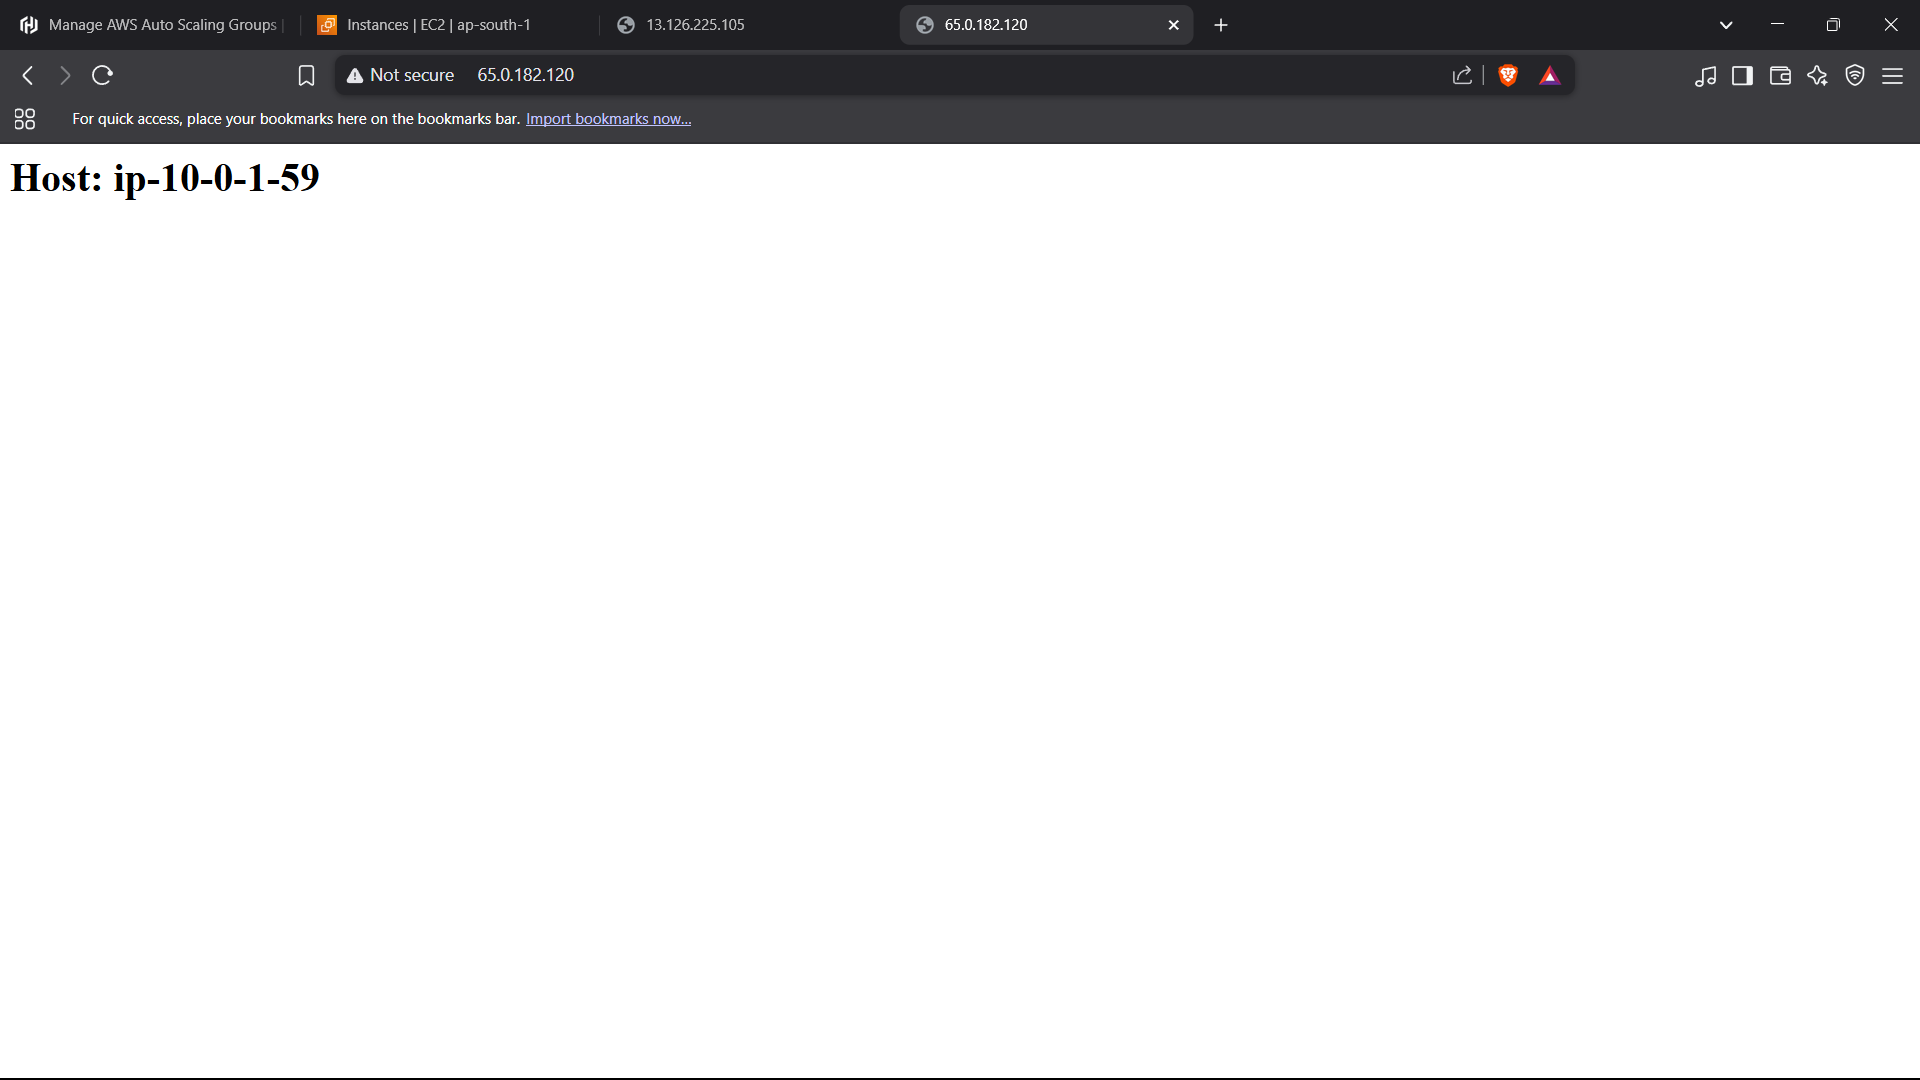 Manage AWS Auto Scaling Groups
Instances | EC2 | ap-south-1
13.126.225.105
65.0.182.120
Not secure
65.0.182.120
For quick access, place your bookmarks here on the bookmarks bar. Import bookmarks now...
Host: ip-10-0-1-59